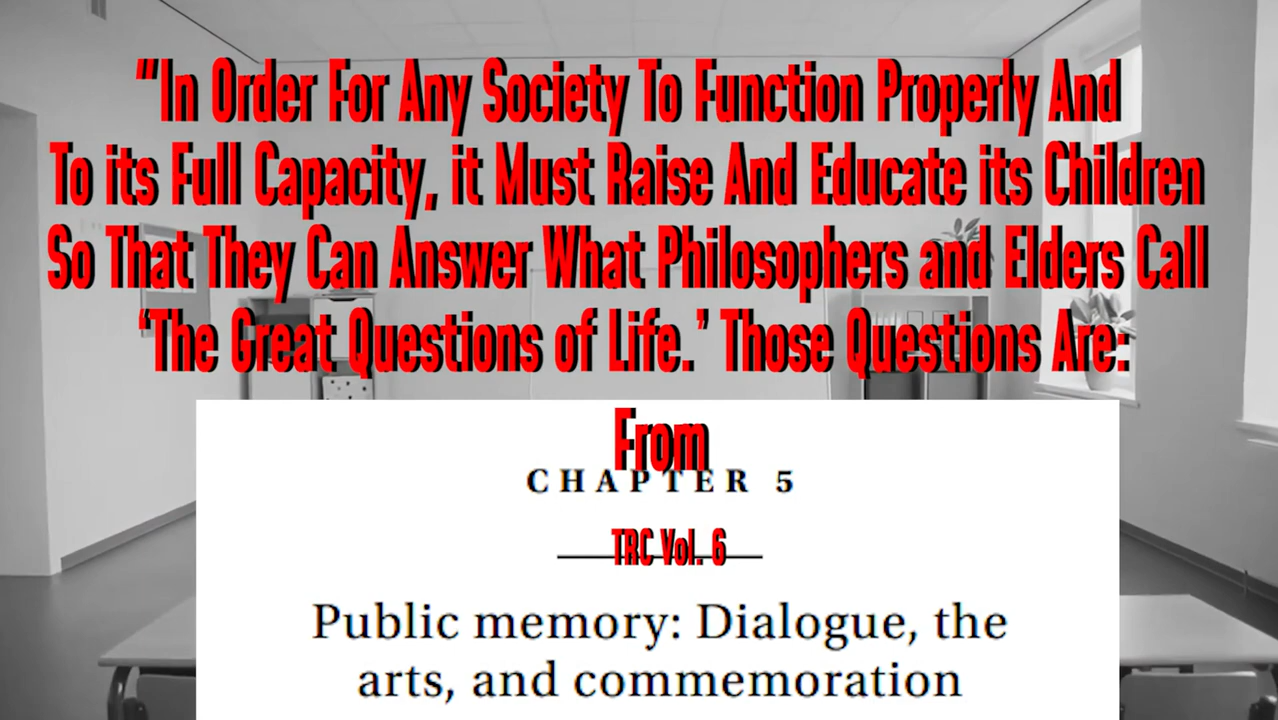 "In Order For Any Society To Function Properly And
To its Full Capacity, it Must Raise And Educate its Children
So That They Can Answer What Philosophers and Elders Call
'The Great Questions of Life.' Those Questions Are:
From
CHAPTER 5
TRC Vol. 6
Public memory: Dialogue, the
arts, and commemoration